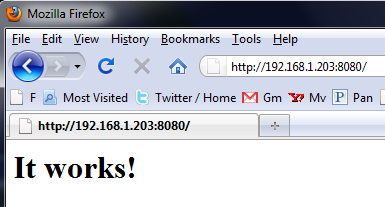 Mozilla Firefox
File Edit View History Bookmarks Tools Help
http://192.168.1.203:8080/
F Most Visited Twitter / Home Gm Mv P Pan
http://192.168.1.203:8080/
It works!